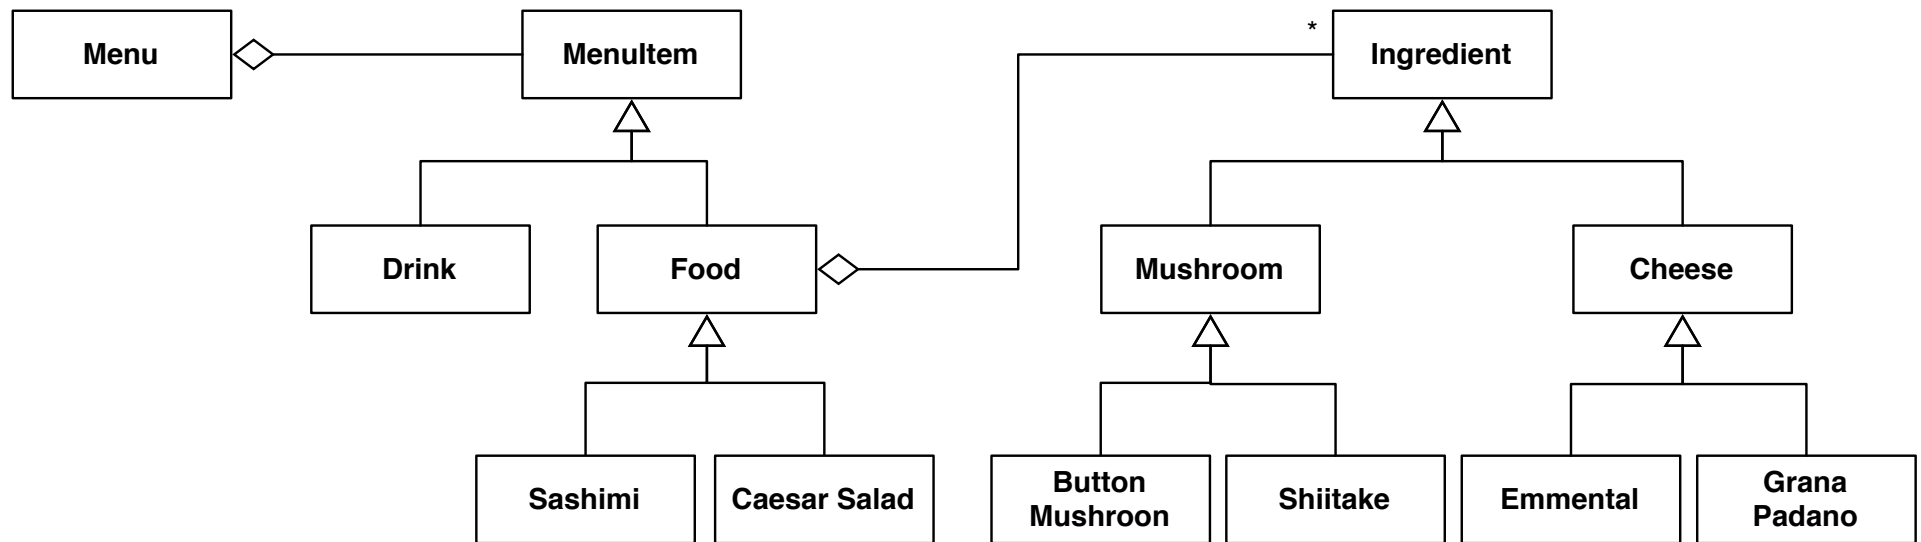 Menu
MenuItem
*
Ingredient
Drink
Food
Mushroom
Cheese
Sashimi
Caesar Salad
Button
Mushroon
Shiitake
Emmental
Grana
Padano